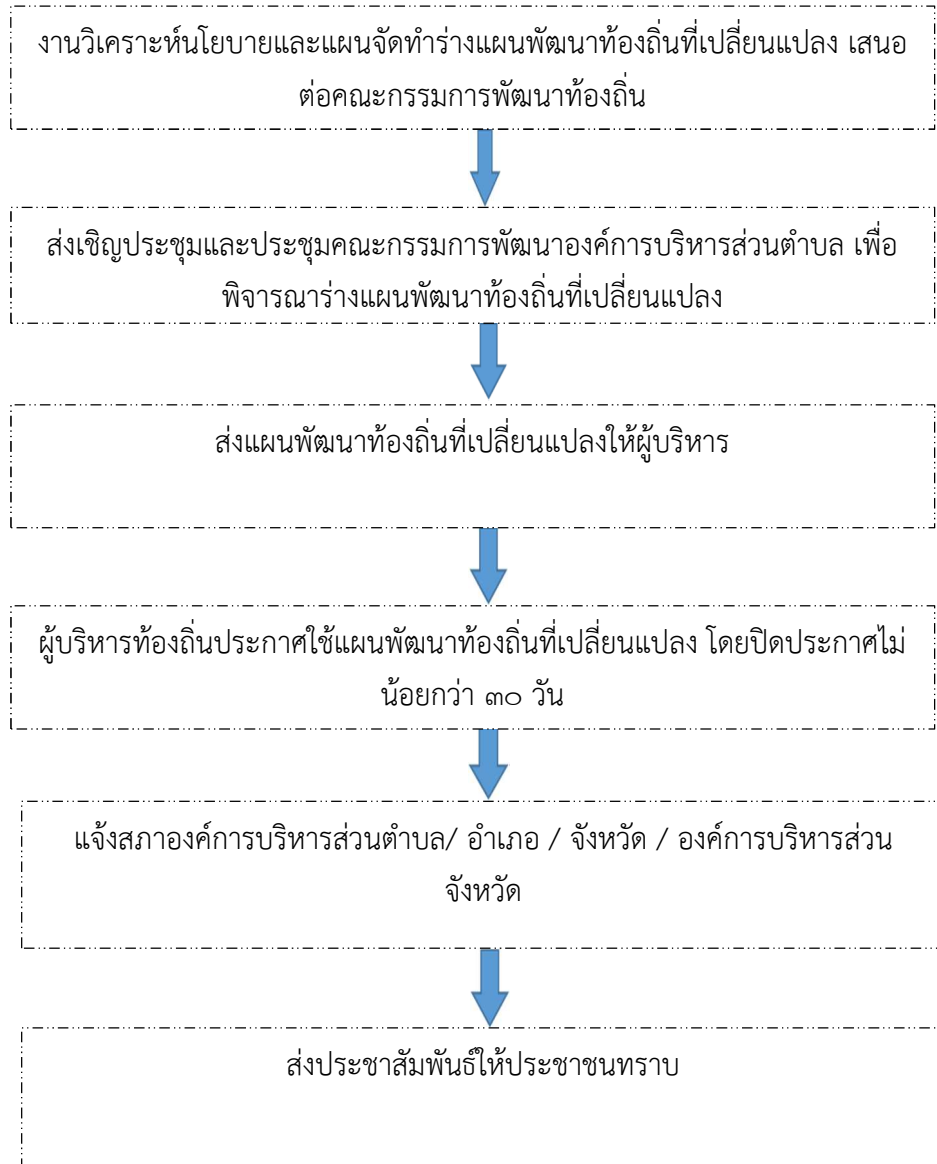 งานวิเคราะห์นโยบายและแผนจัดทำร่างแผนพัฒนาท้องถิ่นที่เปลี่ยนแปลง เสนอ
ต่อคณะกรรมการพัฒนาท้องถิ่น
ส่งเชิญประชุมและประชุมคณะกรรมการพัฒนาองค์การบริหารส่วนตำบล เพื่อ
พิจารณาร่างแผนพัฒนาท้องถิ่นที่เปลี่ยนแปลง
ส่งแผนพัฒนาท้องถิ่นที่เปลี่ยนแปลงให้ผู้บริหาร
ผู้บริหารท้องถิ่นประกาศใช้แผนพัฒนาท้องถิ่นที่เปลี่ยนแปลง โดยปิดประกาศไม่
น้อยกว่า ๓๐ วัน
แจ้งสภาองค์การบริหารส่วนตำบล/ อำเภอ / จังหวัด / องค์การบริหารส่วน
จังหวัด
ส่งประชาสัมพันธ์ให้ประชาชนทราบ